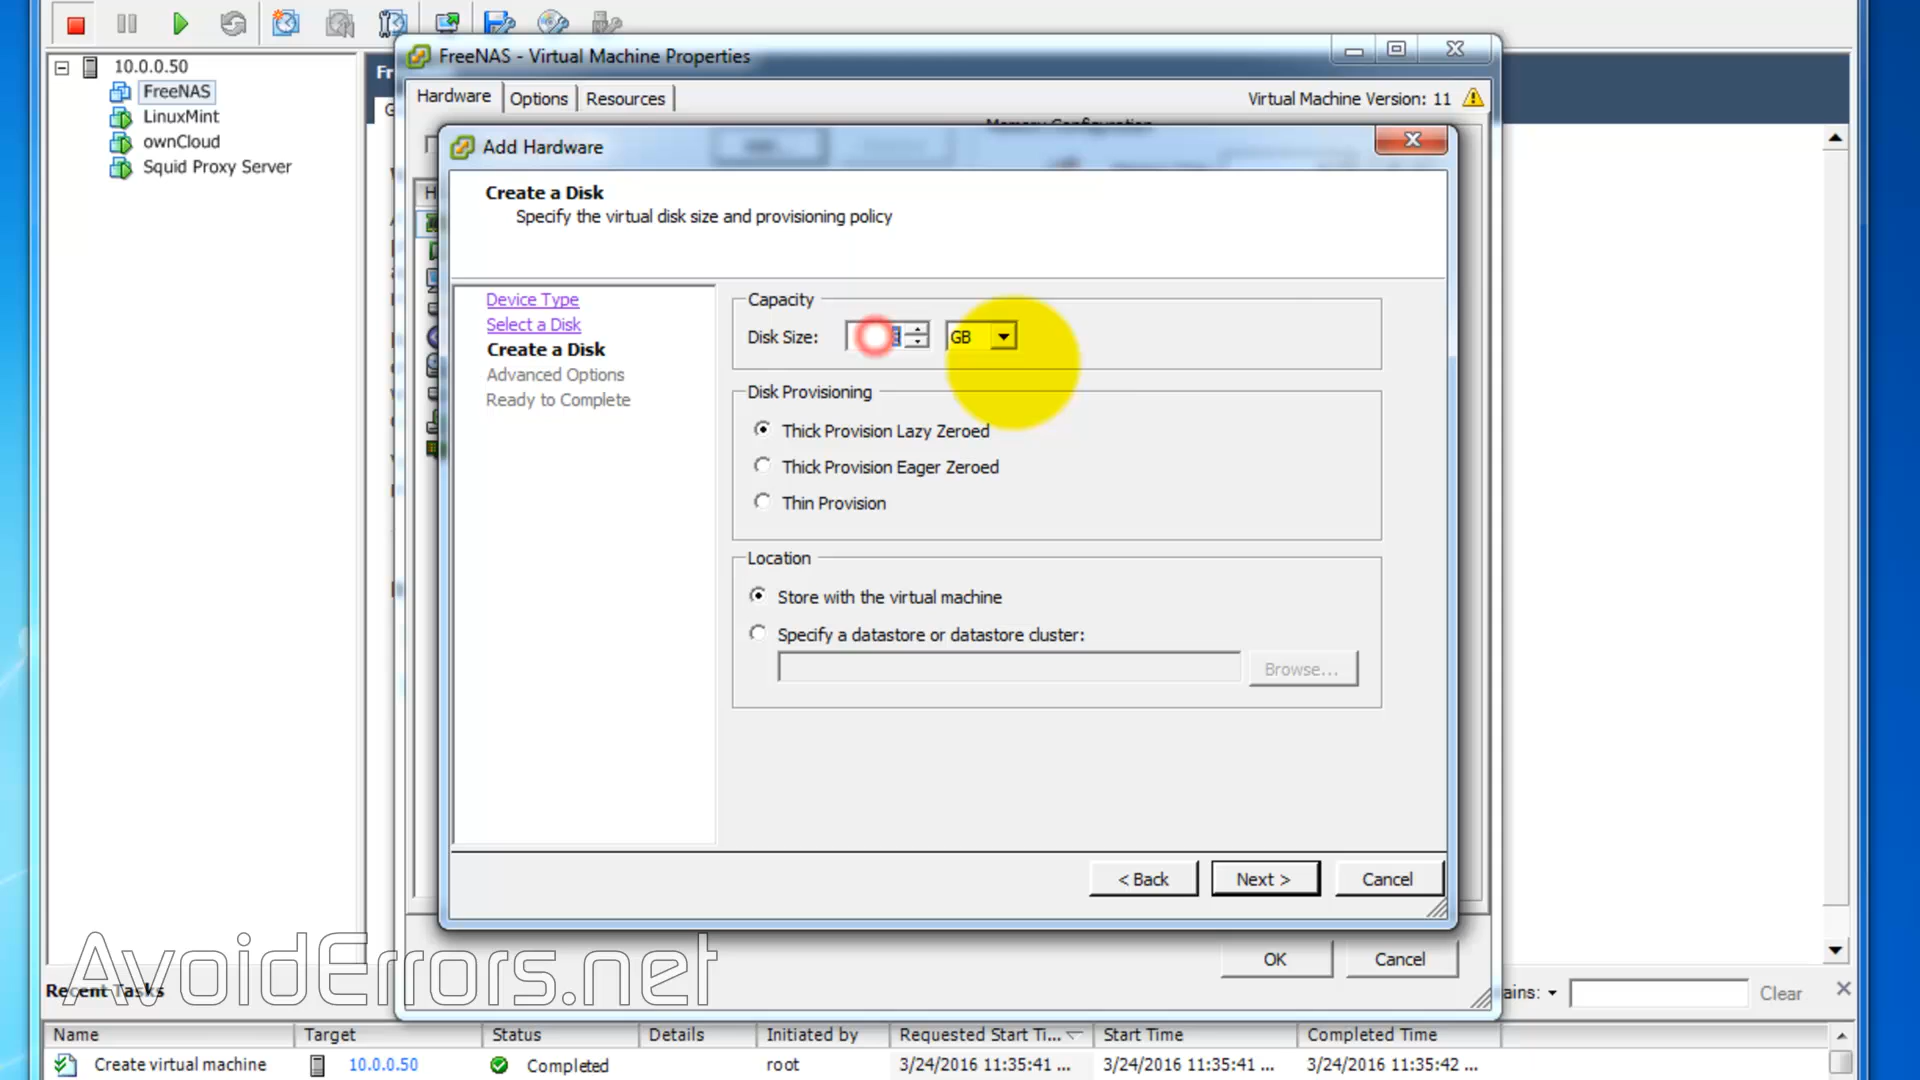 10.0.0.50
FreeNAS
LinuxMint
ownCloud
Squid Proxy Server
Fr
FreeNAS - Virtual Machine Properties
Hardware
Options
Resources
Virtual Machine Version: 11
Add Hardware
Create a Disk
Specify the virtual disk size and provisioning policy
Device Type
Select a Disk
Create a Disk
Advanced Options
Ready to Complete
Capacity
Disk Size:
GB
Disk Provisioning
Thick Provision Lazy Zeroed
Thick Provision Eager Zeroed
Thin Provision
Location
Store with the virtual machine
Specify a datastore or datastore cluster:
Browse...
< Back
Next >
Cancel
OK
Cancel
AvoidErrors.net
Recent Tasks
ains:
Clear
Name Target Status Details Initiated by Requested Start Ti... Start Time Completed Time
Create virtual machine 10.0.0.50 Completed root 3/24/2016 11:35:41 ... 3/24/2016 11:35:41 ... 3/24/2016 11:35:42 ...